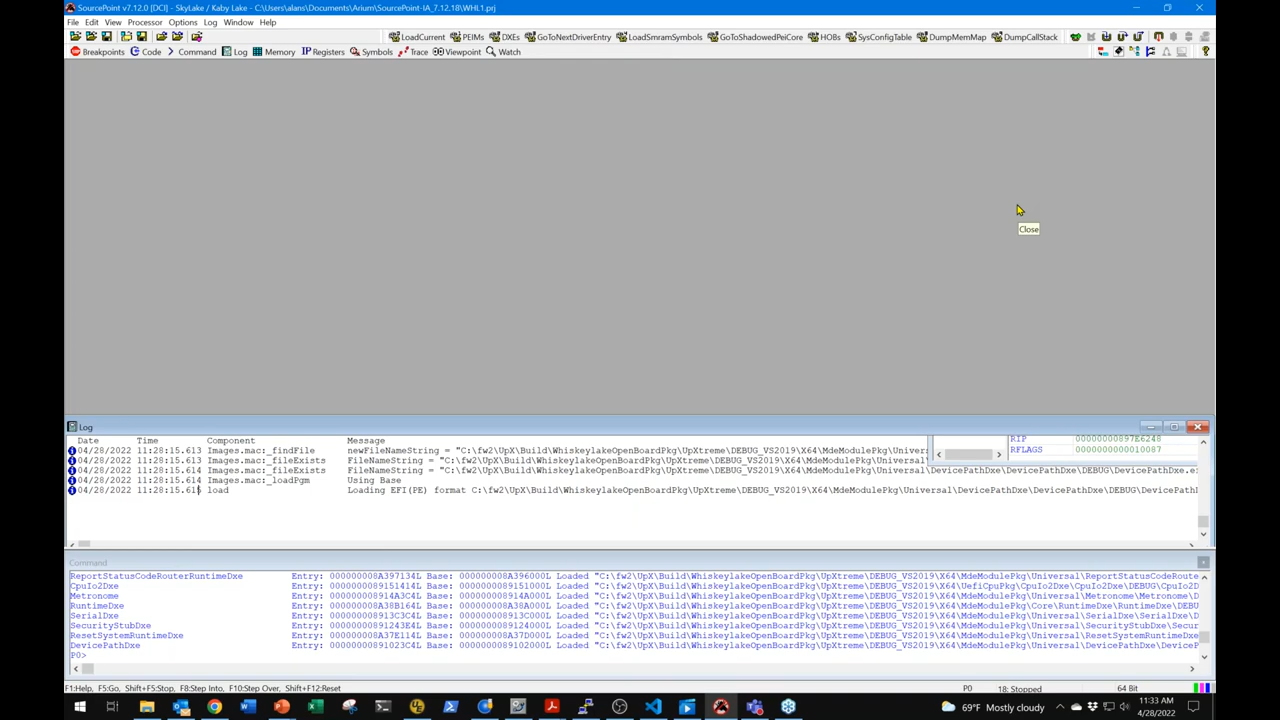 SourcePoint v7.12.0 [DCI] - SkyLake / Kaby Lake - C:\Users\alans\Documents\Arium\SourcePoint-IA_7.12.18\WHL1.prj
File Edit View Processor Options Log Window Help
LoadCurrent PEIMs DXEs GoToNextDriverEntry LoadSmramSymbols GoToShadowedPeiCore HOBs SysConfigTable DumpMemMap DumpCallStack
Breakpoints Code Command Log Memory IP Registers Symbols Trace Viewpoint Watch
Close
Log
Date Time Component Message
04/28/2022 11:28:15.613 Images.mac:_findFile newFileNameString = "C:\fw2\UpX\Build\WhiskeylakeOpenBoardPkg\UpXtreme\DEBUG_VS2019\X64\MdeModulePkg\Univers
04/28/2022 11:28:15.613 Images.mac:_fileExists FileNameString = "C:\fw2\UpX\Build\WhiskeylakeOpenBoardPkg\UpXtreme\DEBUG_VS2019\X64\MdeModulePkg\Universal
04/28/2022 11:28:15.614 Images.mac:_fileExists FileNameString = "C:\fw2\UpX\Build\WhiskeylakeOpenBoardPkg\UpXtreme\DEBUG_VS2019\X64\MdeModulePkg\Universal\DevicePathDxe\DevicePathDxe\DEBUG\DevicePathDxe.e
04/28/2022 11:28:15.614 Images.mac:_loadPgm Using Base
04/28/2022 11:28:15.615 load Loading EFI(PE) format C:\fw2\UpX\Build\WhiskeylakeOpenBoardPkg\UpXtreme\DEBUG_VS2019\X64\MdeModulePkg\Universal\DevicePathDxe\DevicePathDxe\DEBUG\DevicePathD
RIP 00000000897E6248
RFLAGS 0000000000010087
Command
ReportStatusCodeRouterRuntimeDxe Entry: 000000008A397134L Base: 000000008A396000L Loaded "C:\fw2\UpX\Build\WhiskeylakeOpenBoardPkg\UpXtreme\DEBUG_VS2019\X64\MdeModulePkg\Universal\ReportStatusCodeRoute
CpuIo2Dxe Entry: 0000000089151414L Base: 0000000089151000L Loaded "C:\fw2\UpX\Build\WhiskeylakeOpenBoardPkg\UpXtreme\DEBUG_VS2019\X64\UefiCpuPkg\CpuIo2Dxe\CpuIo2Dxe\DEBUG\CpuIo2D
Metronome Entry: 000000008914A3C4L Base: 000000008914A000L Loaded "C:\fw2\UpX\Build\WhiskeylakeOpenBoardPkg\UpXtreme\DEBUG_VS2019\X64\MdeModulePkg\Universal\Metronome\Metronome\D
RuntimeDxe Entry: 000000008A38B164L Base: 000000008A38A000L Loaded "C:\fw2\UpX\Build\WhiskeylakeOpenBoardPkg\UpXtreme\DEBUG_VS2019\X64\MdeModulePkg\Core\RuntimeDxe\RuntimeDxe\DEB
SerialDxe Entry: 000000008913C3C4L Base: 000000008913C000L Loaded "C:\fw2\UpX\Build\WhiskeylakeOpenBoardPkg\UpXtreme\DEBUG_VS2019\X64\MdeModulePkg\Universal\SerialDxe\SerialDxe\D
SecurityStubDxe Entry: 00000000891243E4L Base: 0000000089124000L Loaded "C:\fw2\UpX\Build\WhiskeylakeOpenBoardPkg\UpXtreme\DEBUG_VS2019\X64\MdeModulePkg\Universal\SecurityStubDxe\Secur
ResetSystemRuntimeDxe Entry: 000000008A37E114L Base: 000000008A37D000L Loaded "C:\fw2\UpX\Build\WhiskeylakeOpenBoardPkg\UpXtreme\DEBUG_VS2019\X64\MdeModulePkg\Universal\ResetSystemRuntimeDxe
DevicePathDxe Entry: 00000000891023C4L Base: 0000000089102000L Loaded "C:\fw2\UpX\Build\WhiskeylakeOpenBoardPkg\UpXtreme\DEBUG_VS2019\X64\MdeModulePkg\Universal\DevicePathDxe\DevicePat
P0>
F1:Help, F5:Go, Shift+F5:Stop, F8:Step Into, F10:Step Over, Shift+F12:Reset P0 18: Stopped 64 Bit
69°F Mostly cloudy 11:33 AM
4/28/2022